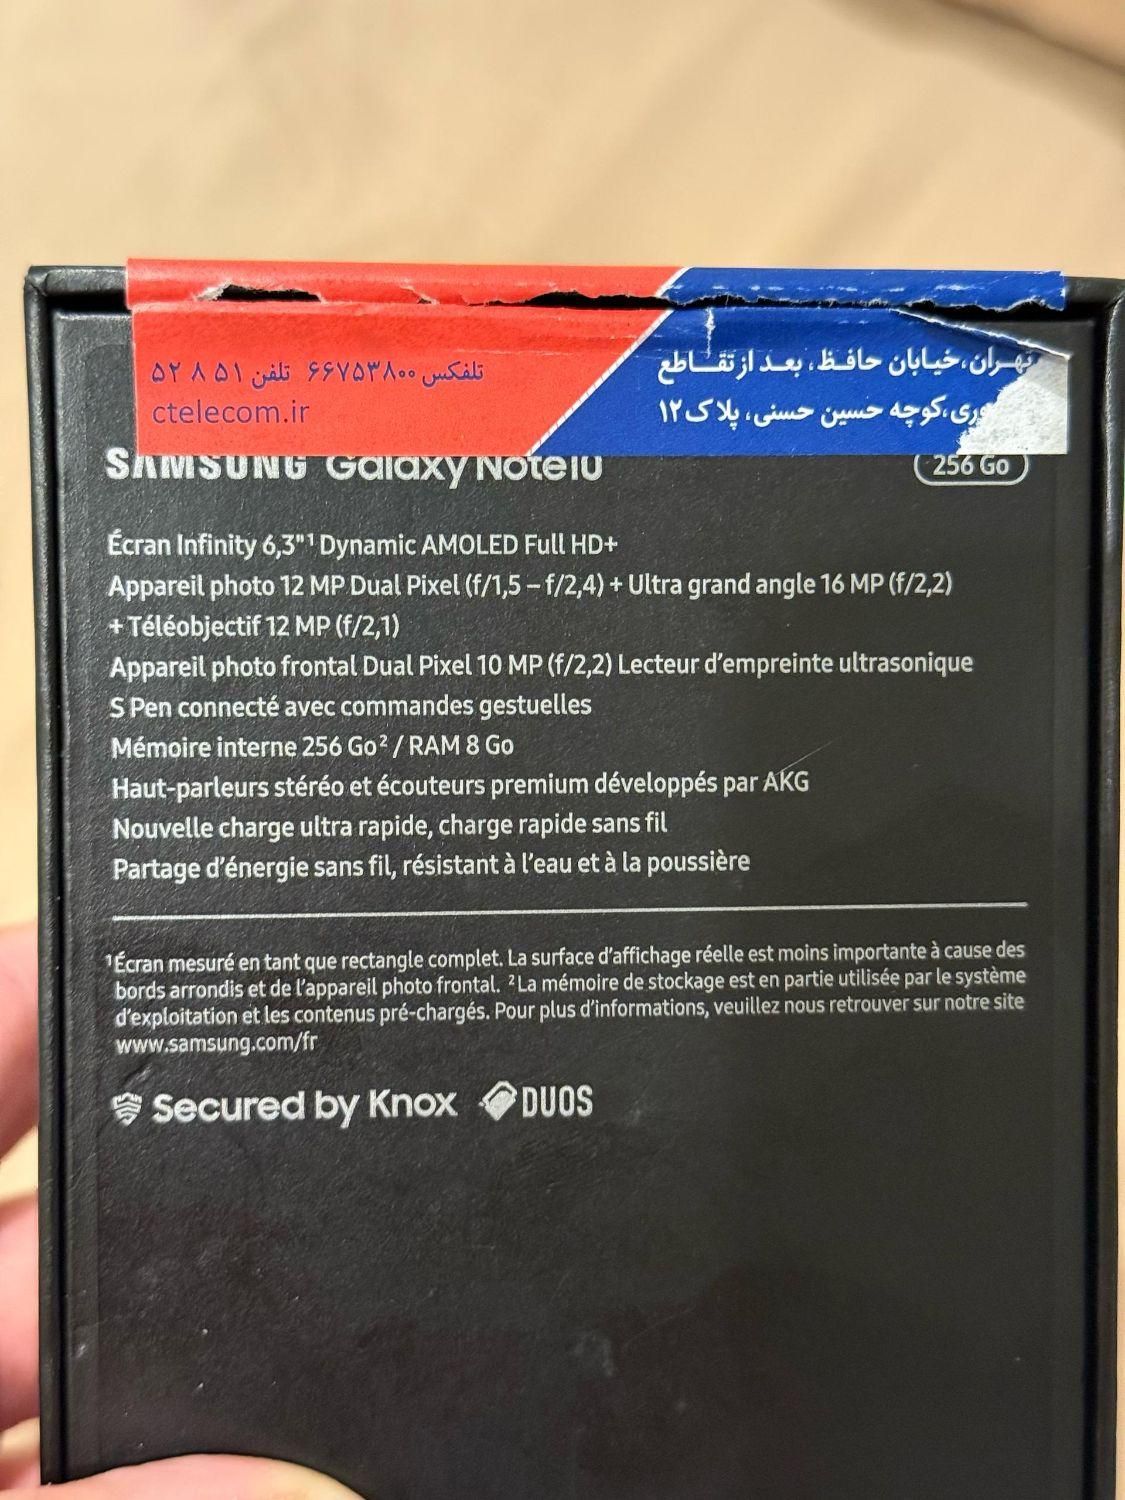 تهران،خیابان حافظ، بعد از تقاطع
کوچه حسین حسنی، پلاک ۱۲
تلفکس ۶۶۷۵۳۸۰۰ تلفن ۵۱ ۸ ۵۲
ctelecom.ir
SAMSUNG Galaxy Note10
256 Go
Écran Infinity 6,3"¹ Dynamic AMOLED Full HD+
Appareil photo 12 MP Dual Pixel (f/1,5 – f/2,4) + Ultra grand angle 16 MP (f/2,2)
+ Téléobjectif 12 MP (f/2,1)
Appareil photo frontal Dual Pixel 10 MP (f/2,2) Lecteur d'empreinte ultrasonique
S Pen connecté avec commandes gestuelles
Mémoire interne 256 Go² / RAM 8 Go
Haut-parleurs stéréo et écouteurs premium développés par AKG
Nouvelle charge ultra rapide, charge rapide sans fil
Partage d'énergie sans fil, résistant à l'eau et à la poussière
¹Écran mesuré en tant que rectangle complet. La surface d'affichage réelle est moins importante à cause des
bords arrondis et de l'appareil photo frontal. ²La mémoire de stockage est en partie utilisée par le système
d'exploitation et les contenus pré-chargés. Pour plus d'informations, veuillez nous retrouver sur notre site
www.samsung.com/fr
Secured by Knox DUOS